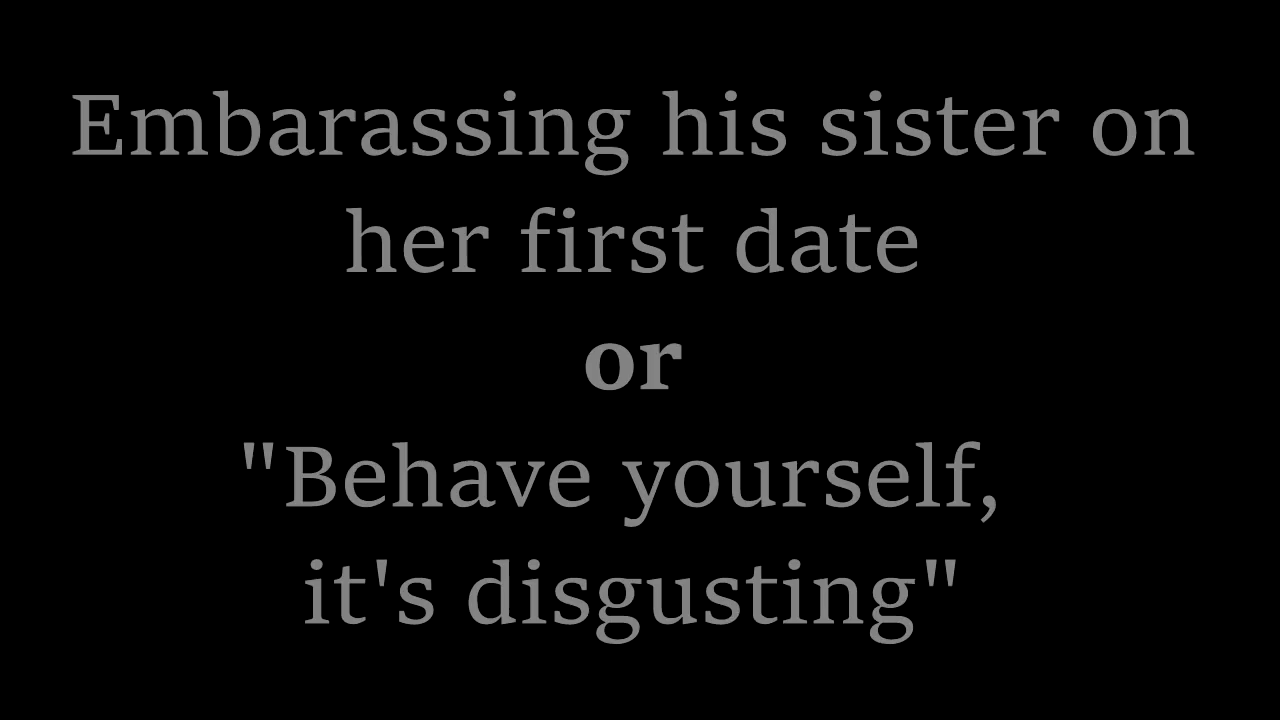 Embarassing his sister on
her first date
or
"Behave yourself,
it's disgusting"